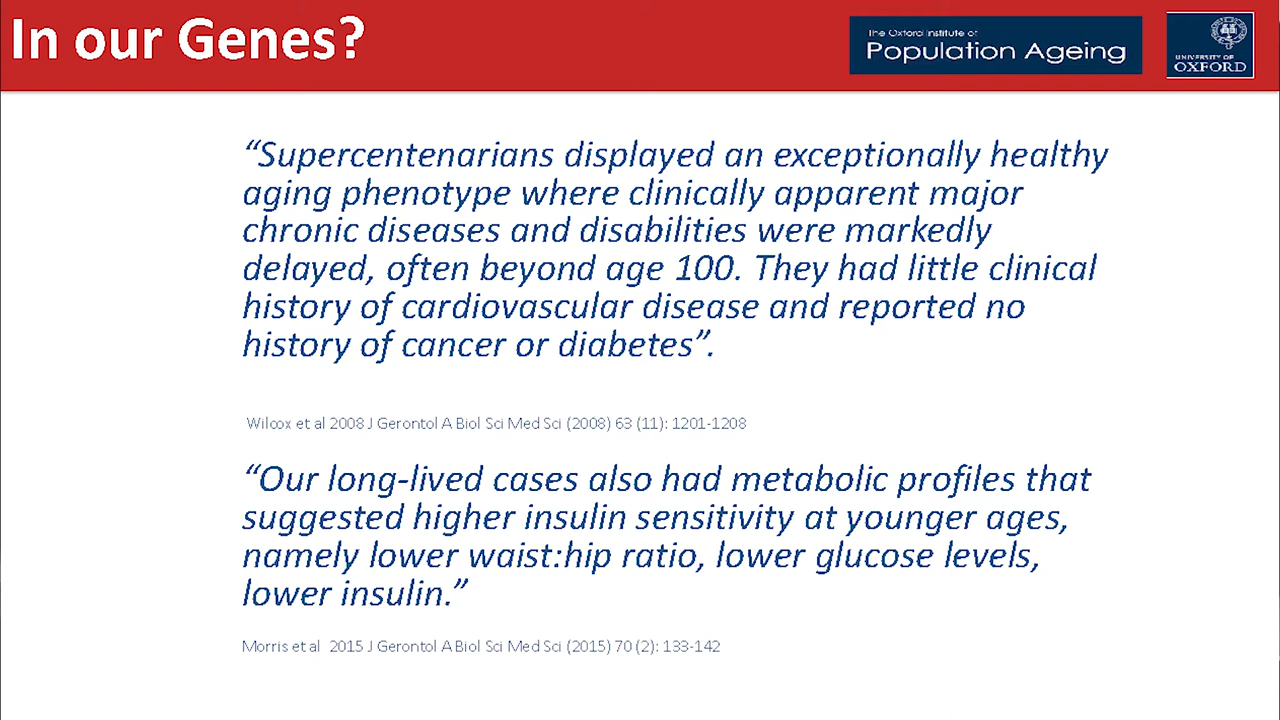 In our Genes?
The Oxford Institute of
Population Ageing
UNIVERSITY OF
OXFORD
“Supercentenarians displayed an exceptionally healthy
aging phenotype where clinically apparent major
chronic diseases and disabilities were markedly
delayed, often beyond age 100. They had little clinical
history of cardiovascular disease and reported no
history of cancer or diabetes”.
Wilcox et al 2008 J Gerontol A Biol Sci Med Sci (2008) 63 (11): 1201-1208
“Our long-lived cases also had metabolic profiles that
suggested higher insulin sensitivity at younger ages,
namely lower waist:hip ratio, lower glucose levels,
lower insulin.”
Morris et al 2015 J Gerontol A Biol Sci Med Sci (2015) 70 (2): 133-142